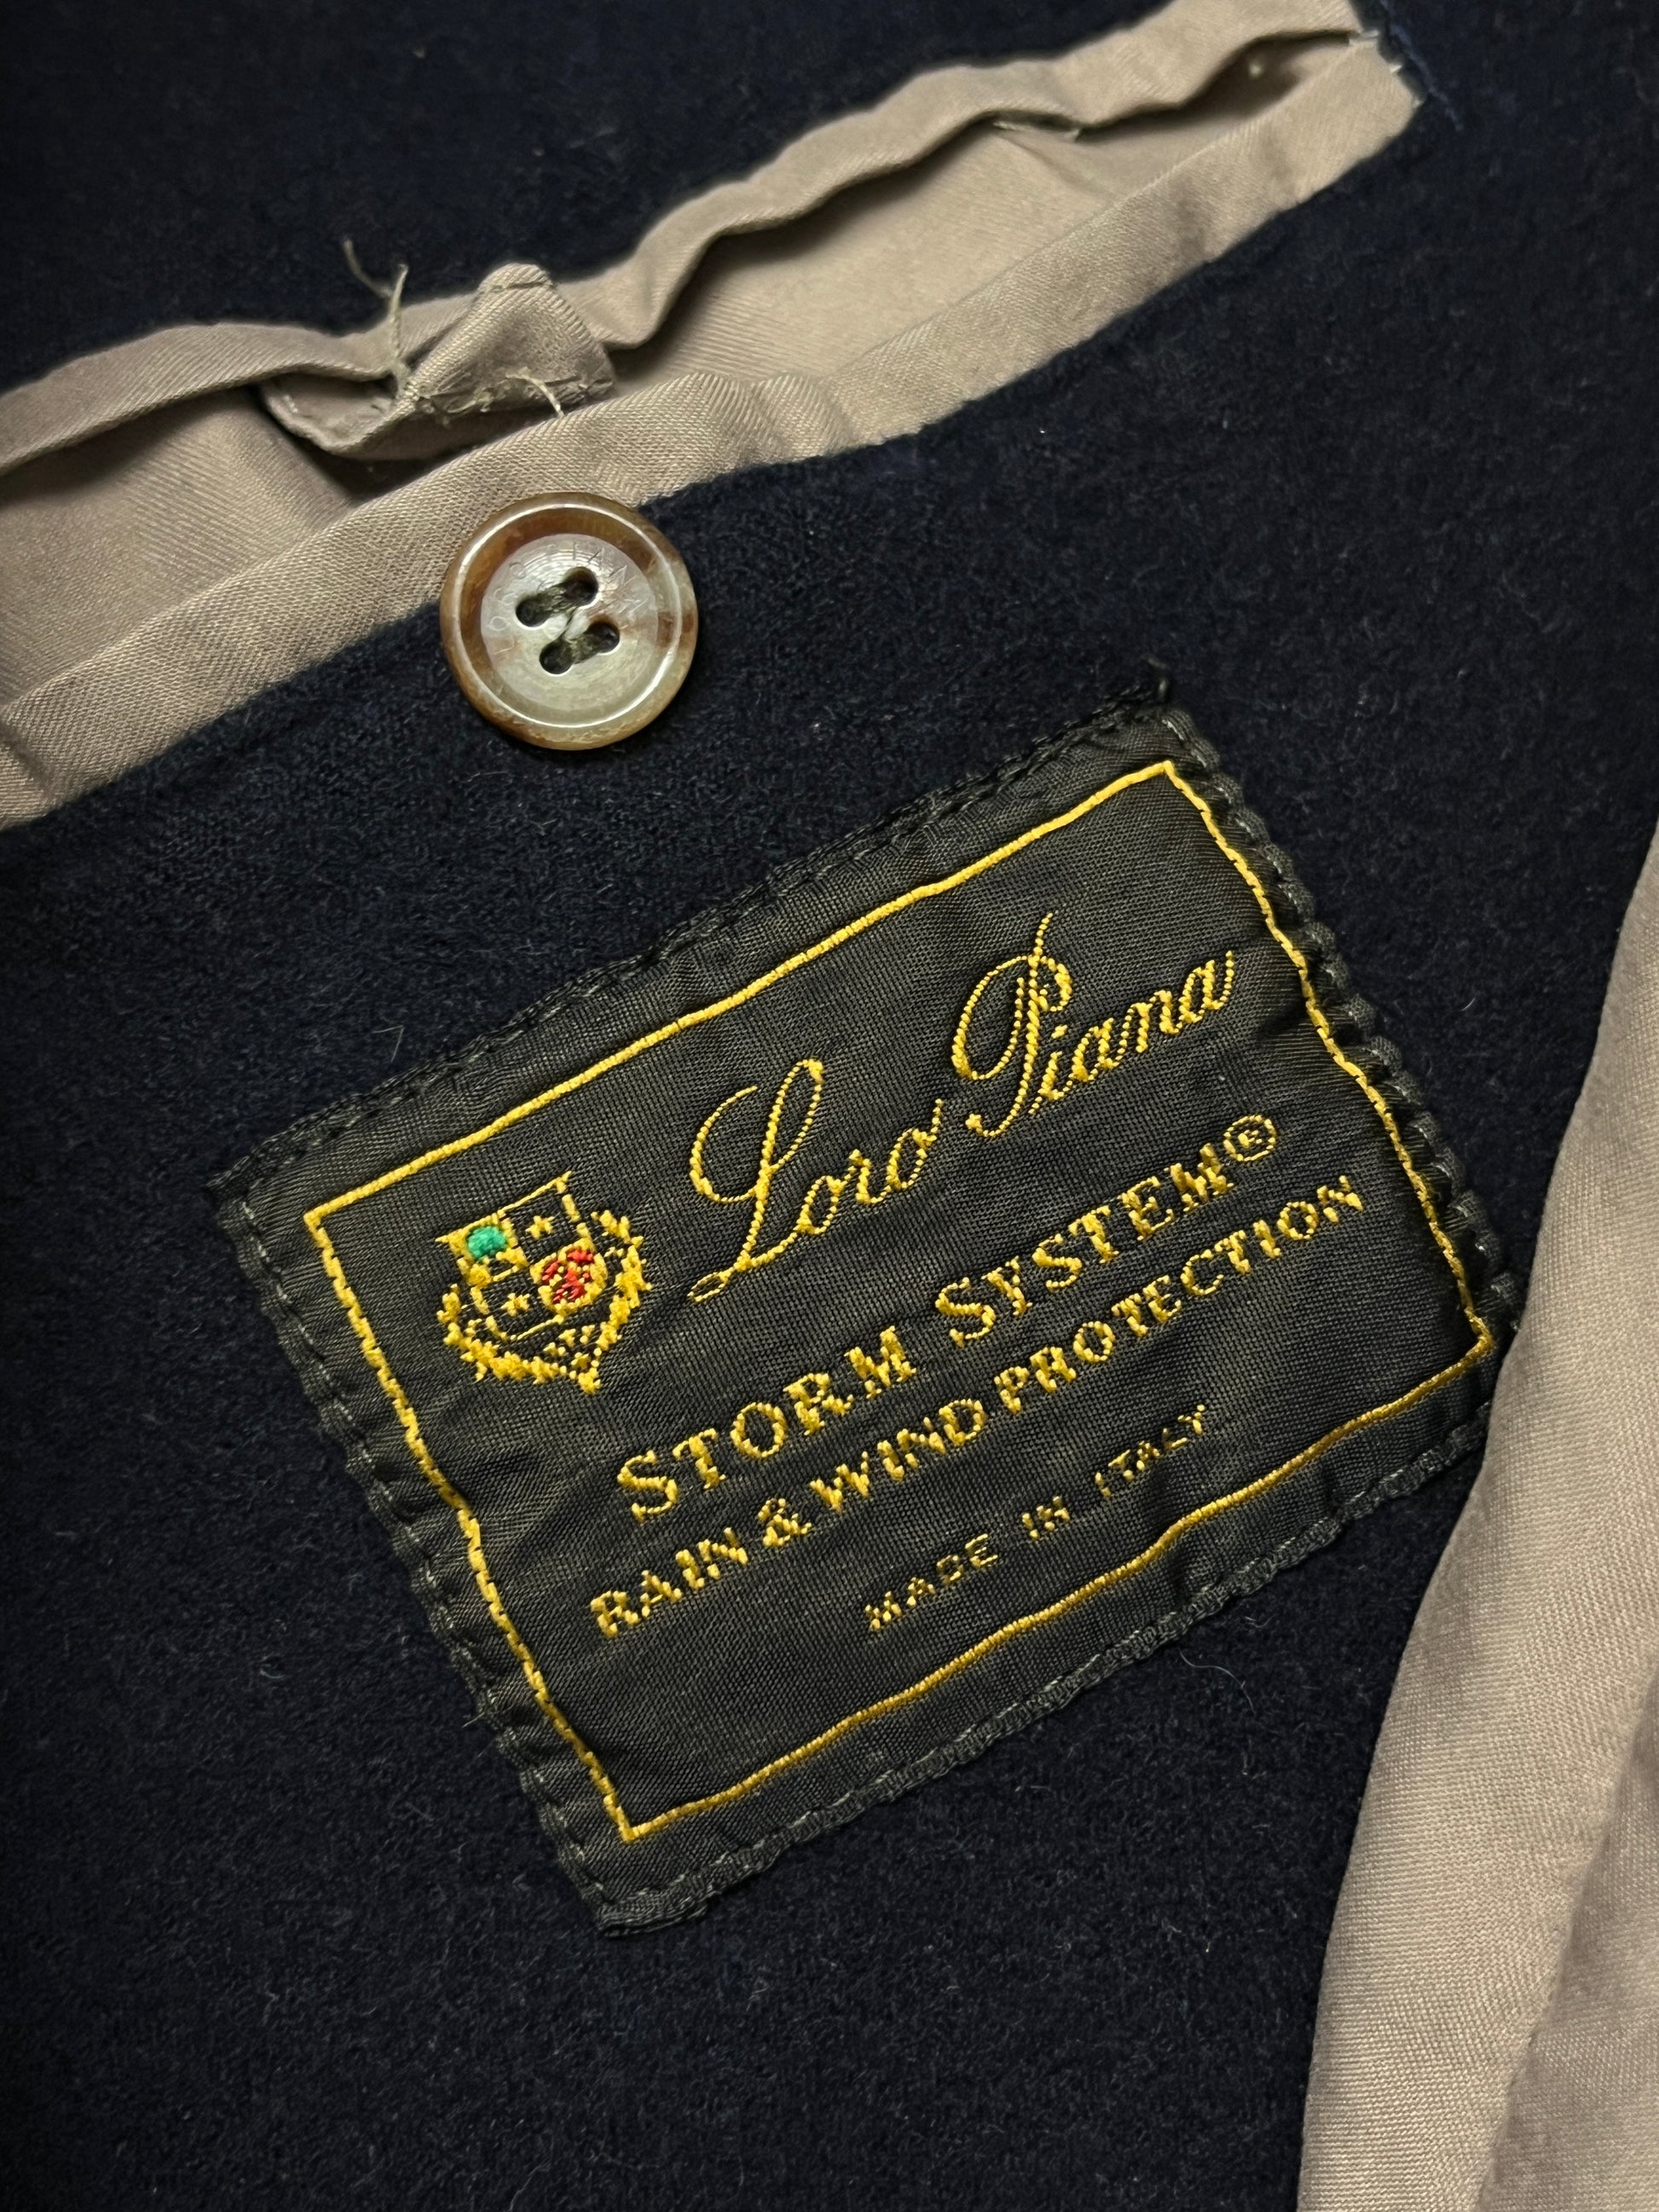 Loro Piana
STORM SYSTEM®
RAIN & WIND PROTECTION
MADE IN ITALY